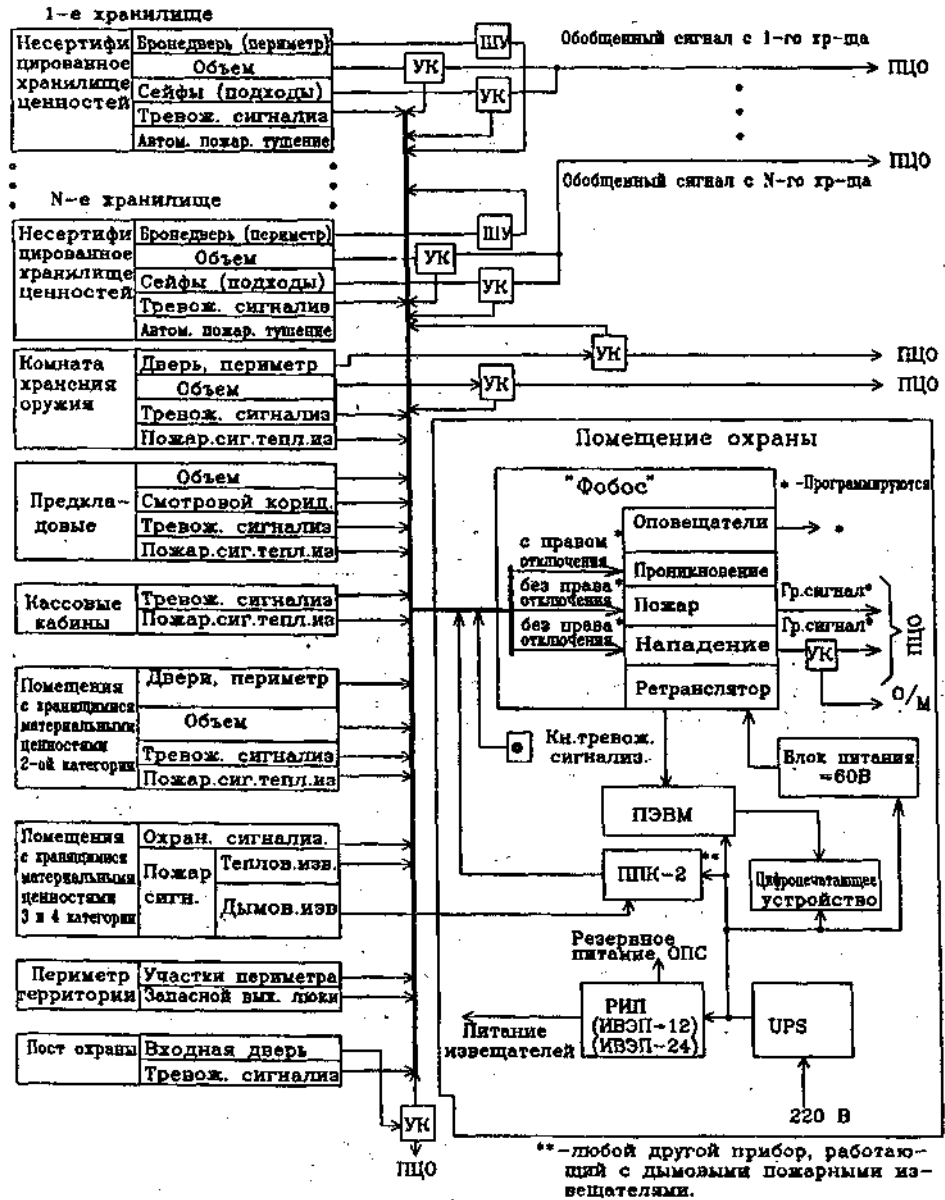 1-е хранилище
Несертифи
цированное
хранилище
ценностей
Бронедверь (периметр)
Объем
Сейфы (подходы)
Тревож. сигнализ
Автом. пожар. тушение
ШУ
УК
УК
Обобщенный сигнал с 1-го хр-ща
ПЦО
N-е хранилище
Несертифи
цированное
хранилище
ценностей
Бронедверь (периметр)
Объем
Сейфы (подходы)
Тревож. сигнализ
Автом. пожар. тушение
ШУ
УК
УК
Обобщенный сигнал с N-го хр-ща
ПЦО
Комната
хранения
оружия
Дверь, периметр
Объем
Тревож. сигнализ
Пожар.сиг.тепл.из
УК
ПЦО
УК
ПЦО
Предкла-
довые
Объем
Смотровой корид.
Тревож. сигнализ
Пожар.сиг.тепл.из
Кассовые
кабины
Тревож. сигнализ
Пожар.сиг.тепл.из
Помещения
с хранящимися
материальными
ценностями
2-ой категории
Двери, периметр
Объем
Тревож. сигнализ
Пожар.сиг.тепл.из
Помещения
с хранящимися
материальными
ценностями
3 и 4 категории
Охран. сигнализ.
Пожар
сигн.
Теплов.изв.
Дымов.изв
Периметр
территории
Участки периметра
Запасной вых. люки
Пост охраны
Входная дверь
Тревож. сигнализ
УК
ПЦО
Помещение охраны
"Фобос"
* -Программируются
Оповещатели
*
с правом *
отключения
Проникновение
без права *
отключения
Пожар
Гр.сигнал*
без права *
отключения
Нападение
Гр.сигнал*
УК
ПЦО
О/М
Ретранслятор
Кн.тревож.
сигнализ.
Блок питания
=60В
ПЭВМ
ППК-2
**
Цифропечатающее
устройство
Резервное
питание ОПС
РИП
(ИВЭП-12)
(ИВЭП-24)
Питание
извещателей
UPS
220 В
**-любой другой прибор, работаю-
щий с дымовыми пожарными из-
вещателями.